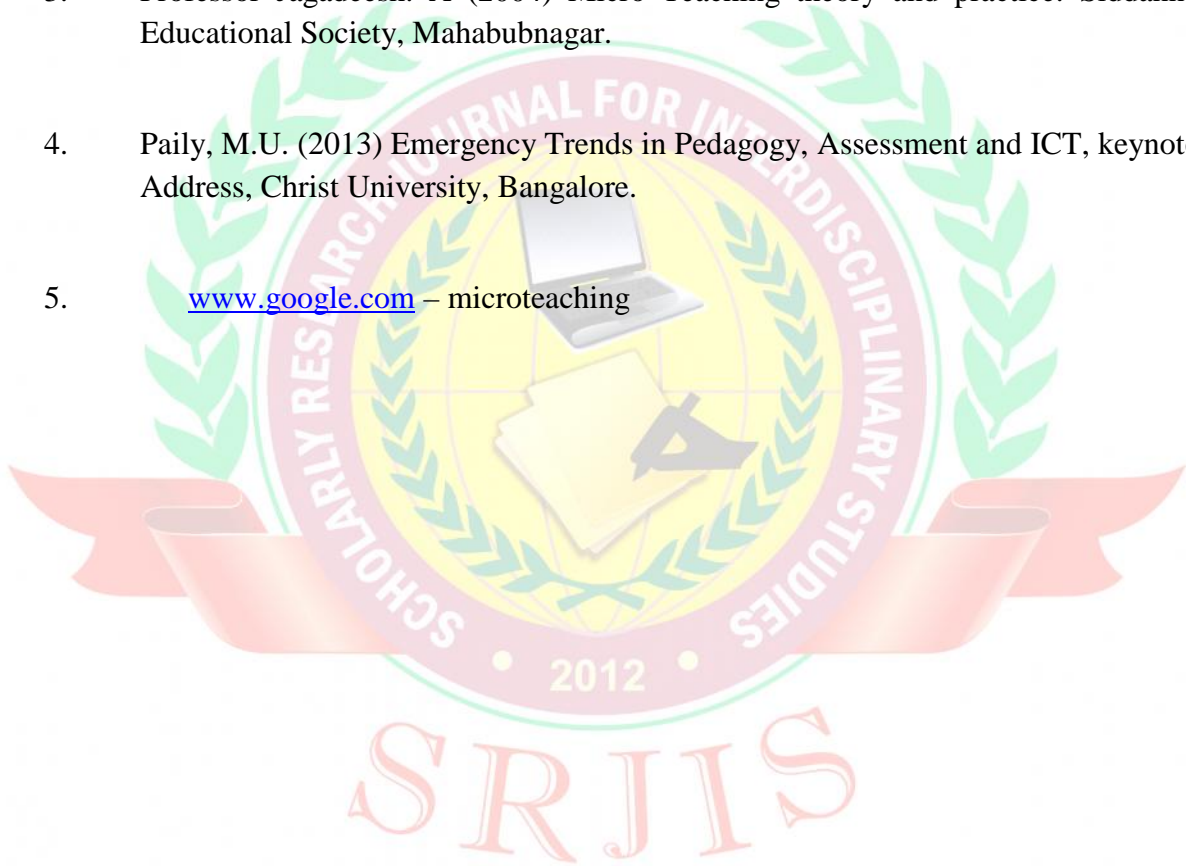 Educational Society, Mahabubnagar.
4. Paily, M.U. (2013) Emergency Trends in Pedagogy, Assessment and ICT, keynot
Address, Christ University, Bangalore.
5. www.google.com – microteaching
SCHOLARLY RESEARCH JOURNAL FOR INTERDISCIPLINARY STUDIES
• 2012 •
SRJIS